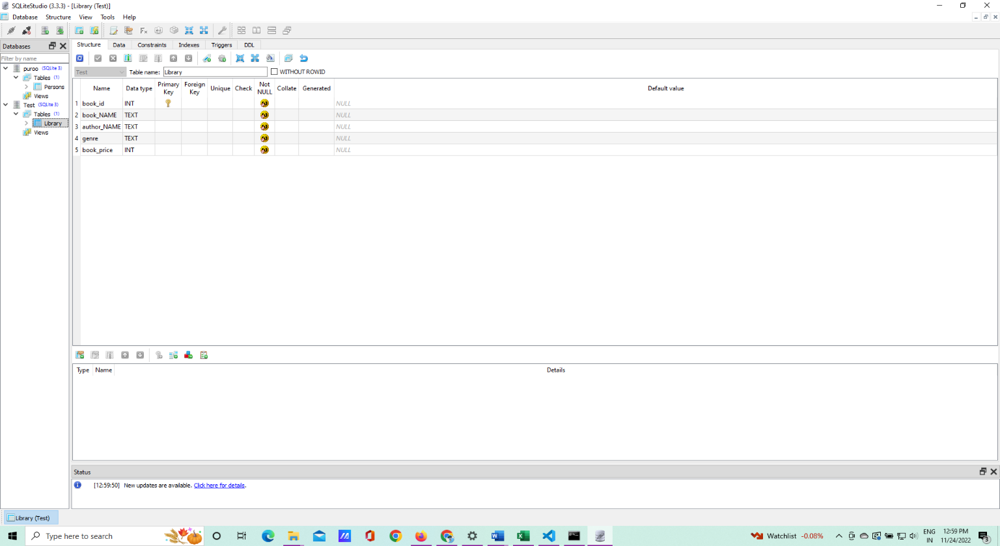 SQLiteStudio (3.3.3) - [Library (Test)]
Database Structure View Tools Help
Databases
Structure Data Constraints Indexes Triggers DDL
Filter by name
puroo (SQLite 3)
Tables (1)
Persons
Views
Test (SQLite 3)
Tables (1)
Library
Views
Test Table name: Library WITHOUT ROWID
Name Data type Primary Key Foreign Key Unique Check Not NULL Collate Generated Default value
1 book_id INT NULL
2 book_NAME TEXT NULL
3 author_NAME TEXT NULL
4 genre TEXT NULL
5 book_price INT NULL
Type Name Details
Status
[12:59:50] New updates are available. Click here for details.
Library (Test)
Type here to search
Watchlist -0.08%
ENG
IN
12:59 PM
11/24/2022
3